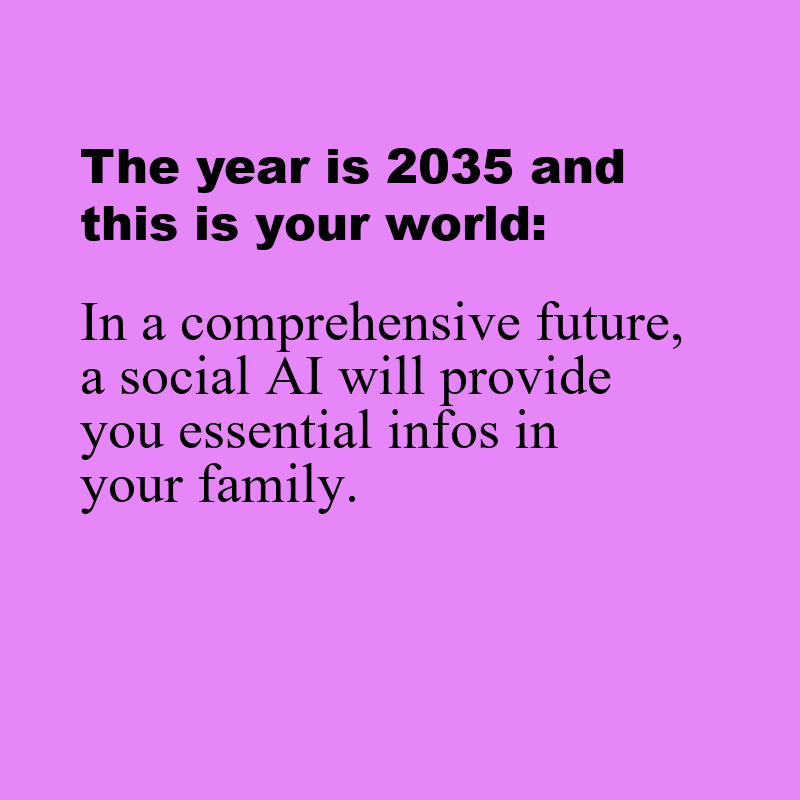 The year is 2035 and
this is your world:
In a comprehensive future,
a social AI will provide
you essential infos in
your family.